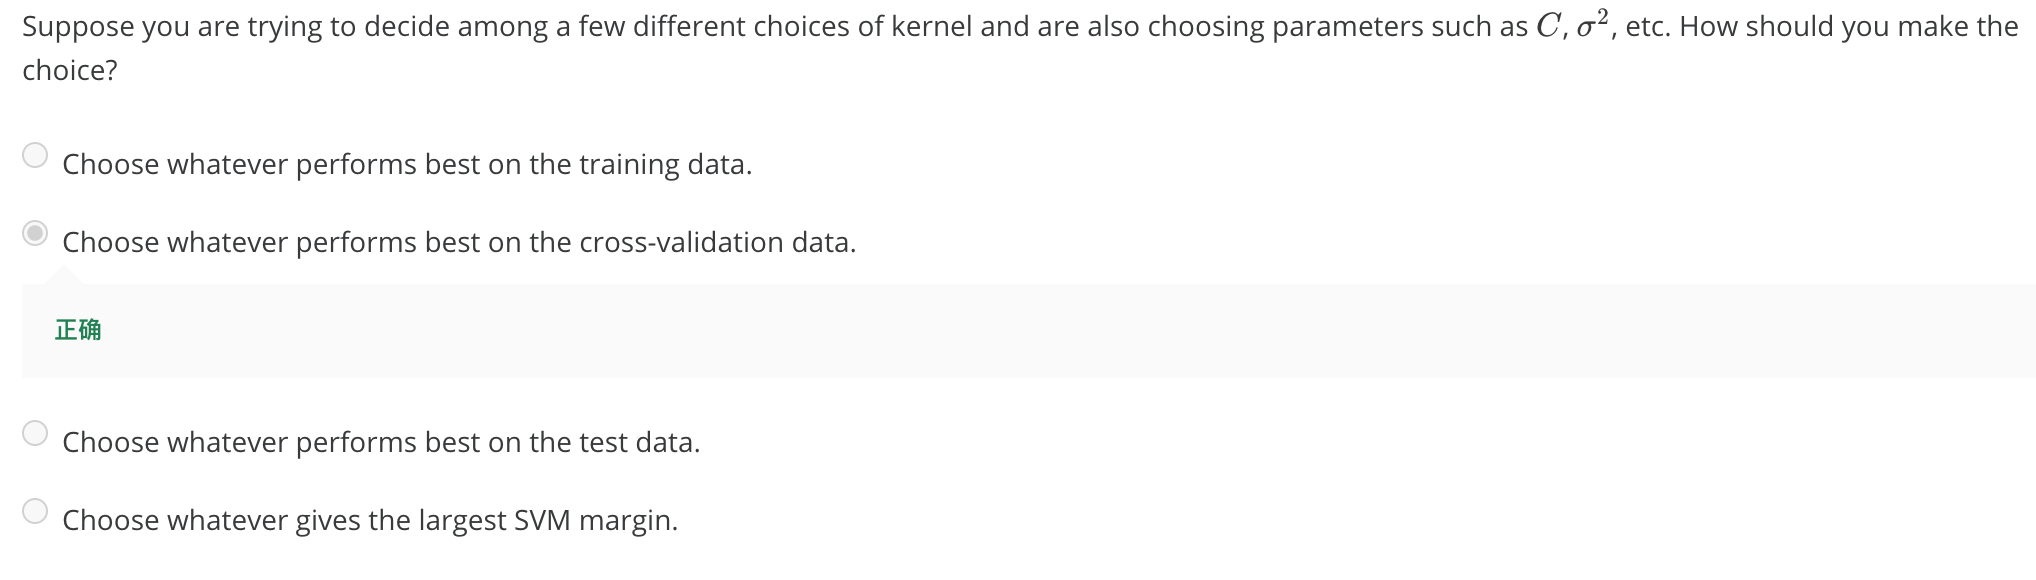 Suppose you are trying to decide among a few different choices of kernel and are also choosing parameters such as C, σ², etc. How should you make the
choice?
Choose whatever performs best on the training data.
Choose whatever performs best on the cross-validation data.
正确
Choose whatever performs best on the test data.
Choose whatever gives the largest SVM margin.